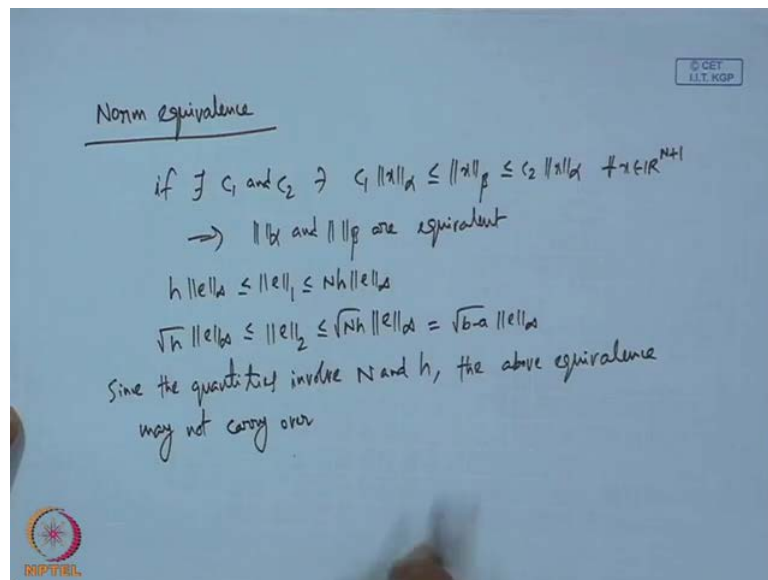 © CET
I.I.T. KGP
Norm equivalence
if ∃ C₁ and C₂ ∋ C₁ ||x||α ≤ ||x||β ≤ C₂ ||x||α ∀ x ∈ ℝᴺ⁺¹
⇒ || ||α and || ||β are equivalent
h ||e||∞ ≤ ||e||₁ ≤ Nh ||e||∞
√h ||e||∞ ≤ ||e||₂ ≤ √Nh ||e||∞ = √b-a ||e||∞
Since the quantities involve N and h, the above equivalence
may not carry over
NPTEL